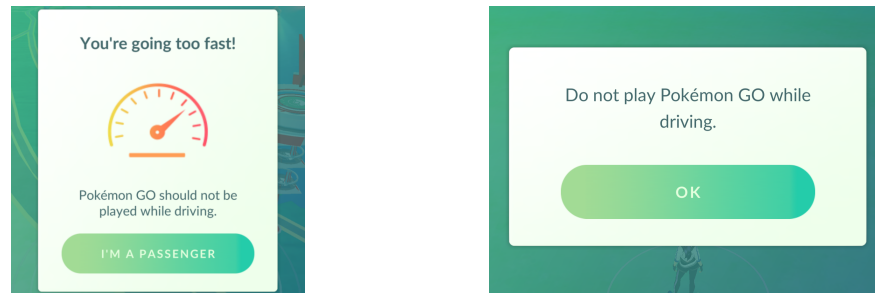 You're going too fast!
Pokémon GO should not be
played while driving.
I'M A PASSENGER
Do not play Pokémon GO while
driving.
OK